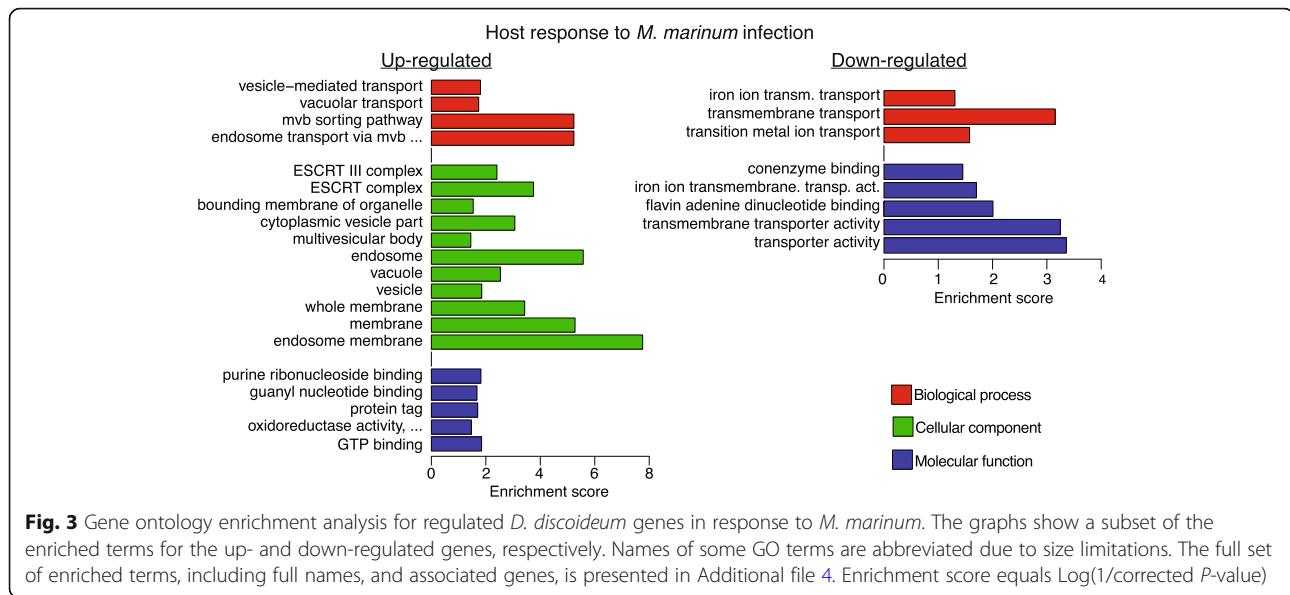 Host response to M. marinum infection
Up-regulated
vesicle−mediated transport
vacuolar transport
mvb sorting pathway
endosome transport via mvb ...
ESCRT III complex
ESCRT complex
bounding membrane of organelle
cytoplasmic vesicle part
multivesicular body
endosome
vacuole
vesicle
whole membrane
membrane
endosome membrane
purine ribonucleoside binding
guanyl nucleotide binding
protein tag
oxidoreductase activity, ...
GTP binding
0 2 4 6 8
Enrichment score
Down-regulated
iron ion transm. transport
transmembrane transport
transition metal ion transport
conenzyme binding
iron ion transmembrane. transp. act.
flavin adenine dinucleotide binding
transmembrane transporter activity
transporter activity
0 1 2 3 4
Enrichment score
Biological process
Cellular component
Molecular function
Fig. 3 Gene ontology enrichment analysis for regulated D. discoideum genes in response to M. marinum. The graphs show a subset of the
enriched terms for the up- and down-regulated genes, respectively. Names of some GO terms are abbreviated due to size limitations. The full set
of enriched terms, including full names, and associated genes, is presented in Additional file 4. Enrichment score equals Log(1/corrected P-value)